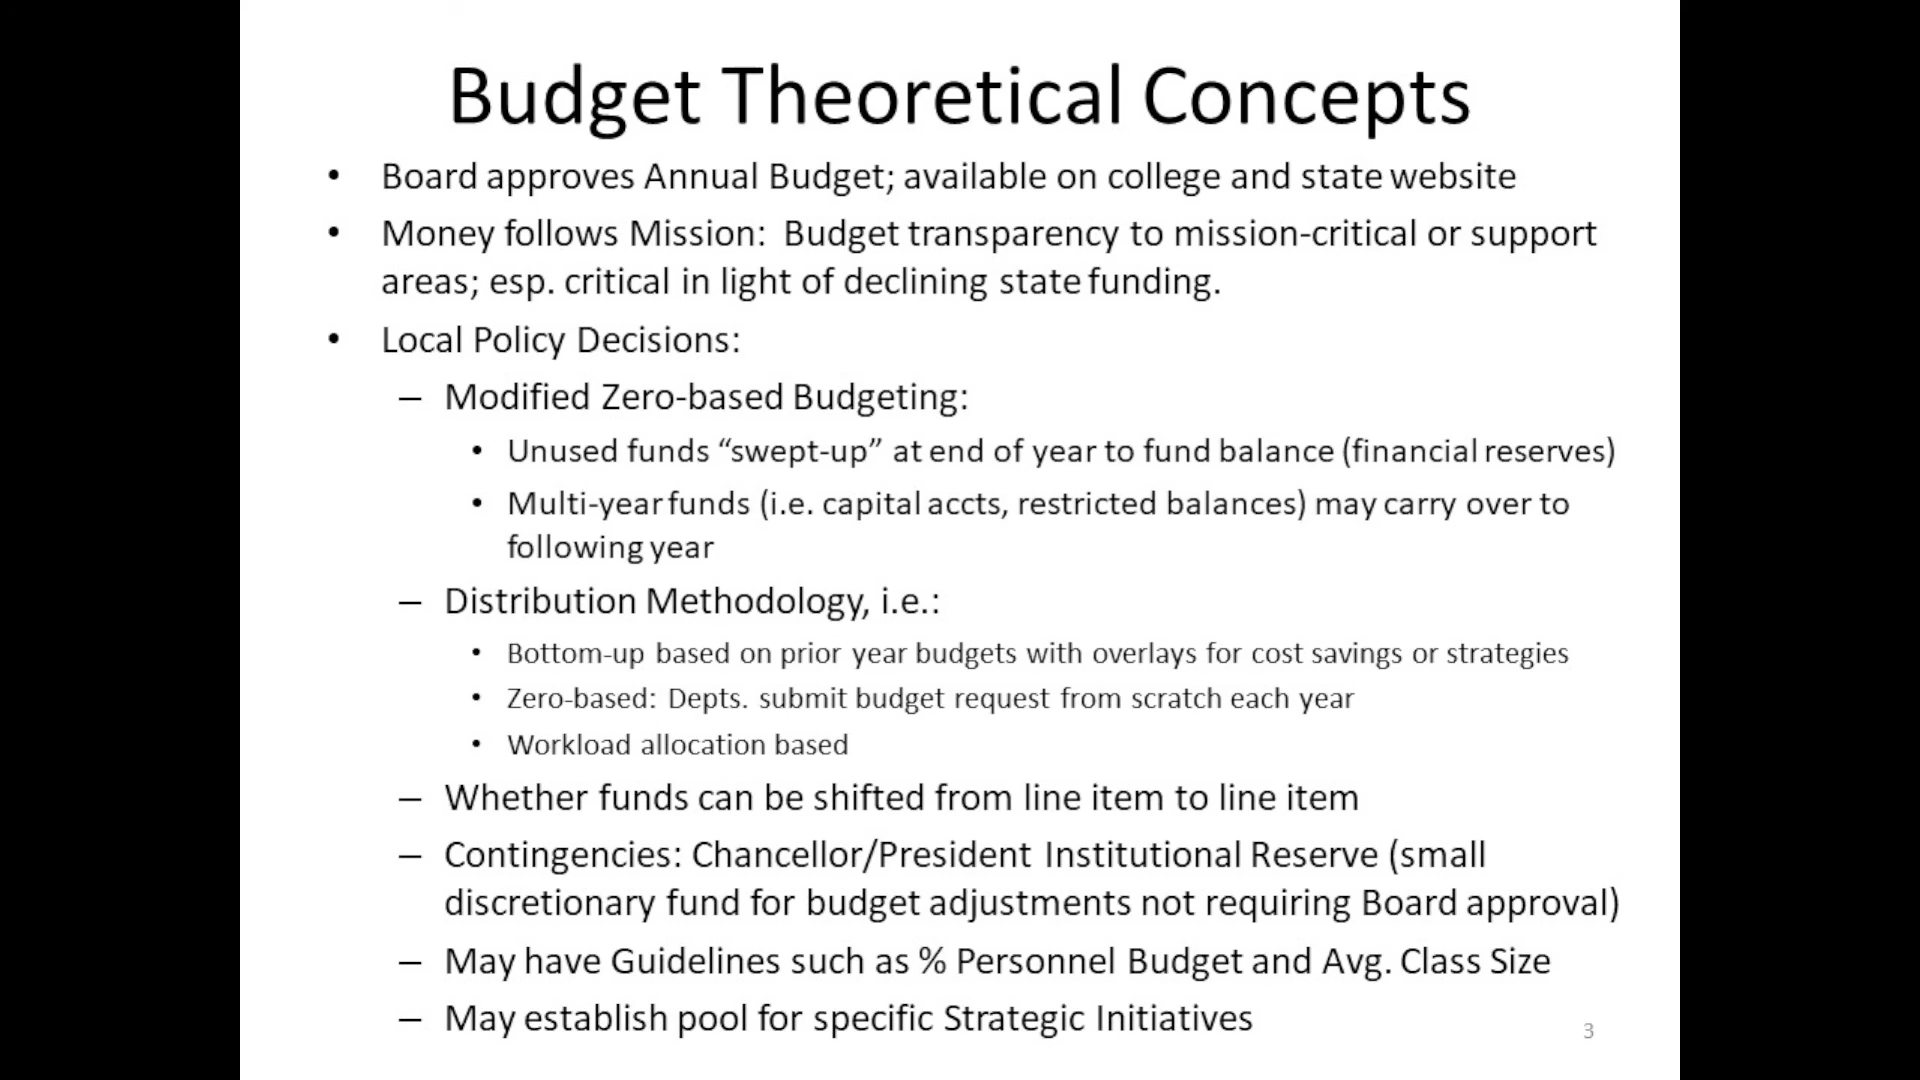 Budget Theoretical Concepts
• Board approves Annual Budget; available on college and state website
• Money follows Mission:  Budget transparency to mission-critical or support
areas; esp. critical in light of declining state funding.
• Local Policy Decisions:
– Modified Zero-based Budgeting:
• Unused funds “swept-up” at end of year to fund balance (financial reserves)
• Multi-year funds (i.e. capital accts, restricted balances) may carry over to
following year
– Distribution Methodology, i.e.:
• Bottom-up based on prior year budgets with overlays for cost savings or strategies
• Zero-based: Depts. submit budget request from scratch each year
• Workload allocation based
– Whether funds can be shifted from line item to line item
– Contingencies: Chancellor/President Institutional Reserve (small
discretionary fund for budget adjustments not requiring Board approval)
– May have Guidelines such as % Personnel Budget and Avg. Class Size
– May establish pool for specific Strategic Initiatives
3